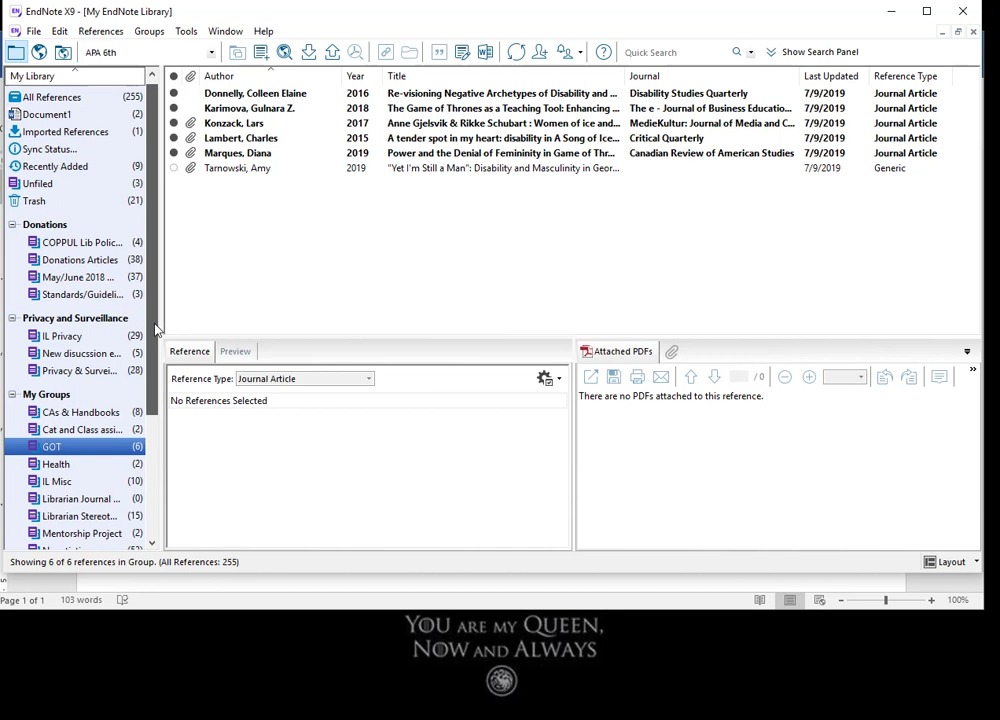 EndNote X9 - [My EndNote Library]
File Edit References Groups Tools Window Help
APA 6th
Quick Search
Show Search Panel
My Library
Author Year Title Journal Last Updated Reference Type
Donnelly, Colleen Elaine 2016 Re-visioning Negative Archetypes of Disability and ... Disability Studies Quarterly 7/9/2019 Journal Article
Karimova, Gulnara Z. 2018 The Game of Thrones as a Teaching Tool: Enhancing ... The e - Journal of Business Educatio... 7/9/2019 Journal Article
Konzack, Lars 2017 Anne Gjelsvik & Rikke Schubart : Women of ice and... MedieKultur: Journal of Media and C... 7/9/2019 Journal Article
Lambert, Charles 2015 A tender spot in my heart: disability in A Song of Ice... Critical Quarterly 7/9/2019 Journal Article
Marques, Diana 2019 Power and the Denial of Femininity in Game of Thr... Canadian Review of American Studies 7/9/2019 Journal Article
Tarnowski, Amy 2019 "Yet I'm Still a Man": Disability and Masculinity in Geor... 7/9/2019 Generic
All References (255)
Document1 (2)
Imported References (2)
Sync Status...
Recently Added (9)
Unfiled (3)
Trash (21)
Donations
COPPUL Lib Polic... (4)
Donations Articles (38)
May/June 2018 ... (37)
Standards/Guideli... (3)
Privacy and Surveillance
IL Privacy (29)
New disucssion e... (5)
Privacy & Survei... (28)
My Groups
CAs & Handbooks (8)
Cat and Class assi... (2)
GOT (6)
Health (2)
IL Misc (10)
Librarian Journal ... (0)
Librarian Stereot... (15)
Mentorship Project (2)
Reference Preview
Reference Type: Journal Article
No References Selected
Attached PDFs
/0
There are no PDFs attached to this reference.
Showing 6 of 6 references in Group. (All References: 255)
Layout
Page 1 of 1 103 words
100%
YOU ARE MY QUEEN,
NOW AND ALWAYS